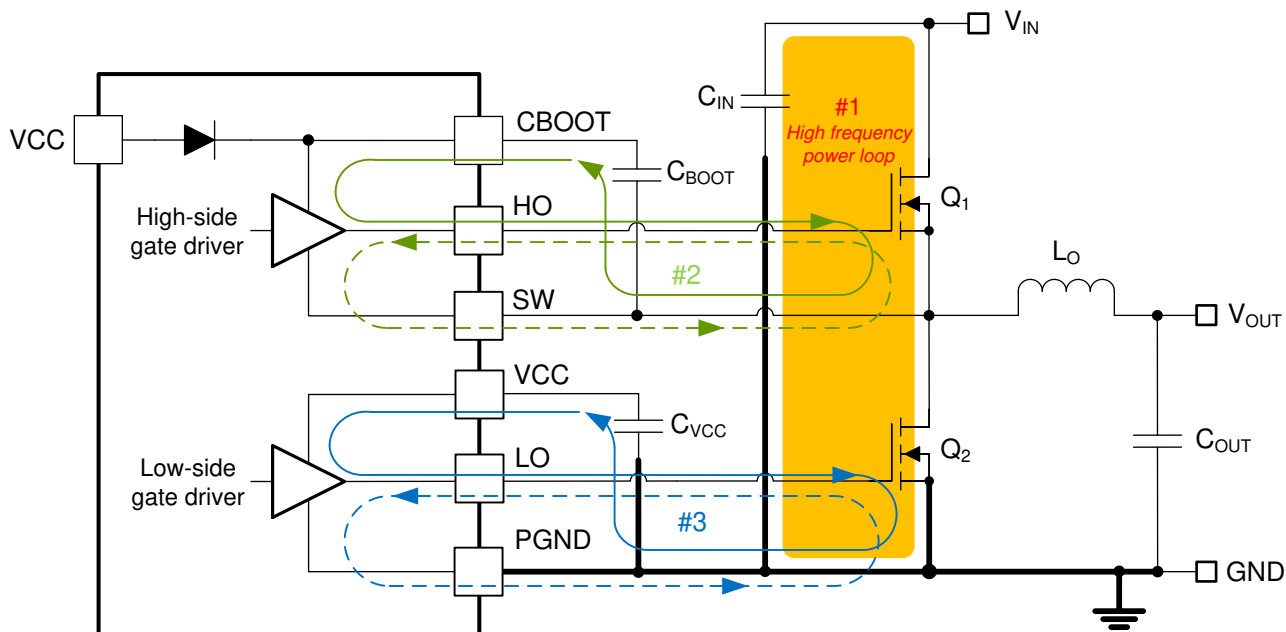 V_IN
C_IN
#1
High frequency
power loop
VCC
CBOOT
C_BOOT
HO
High-side
gate driver
Q_1
#2
L_O
SW
V_OUT
VCC
C_VCC
Q_2
C_OUT
LO
Low-side
gate driver
#3
PGND
GND